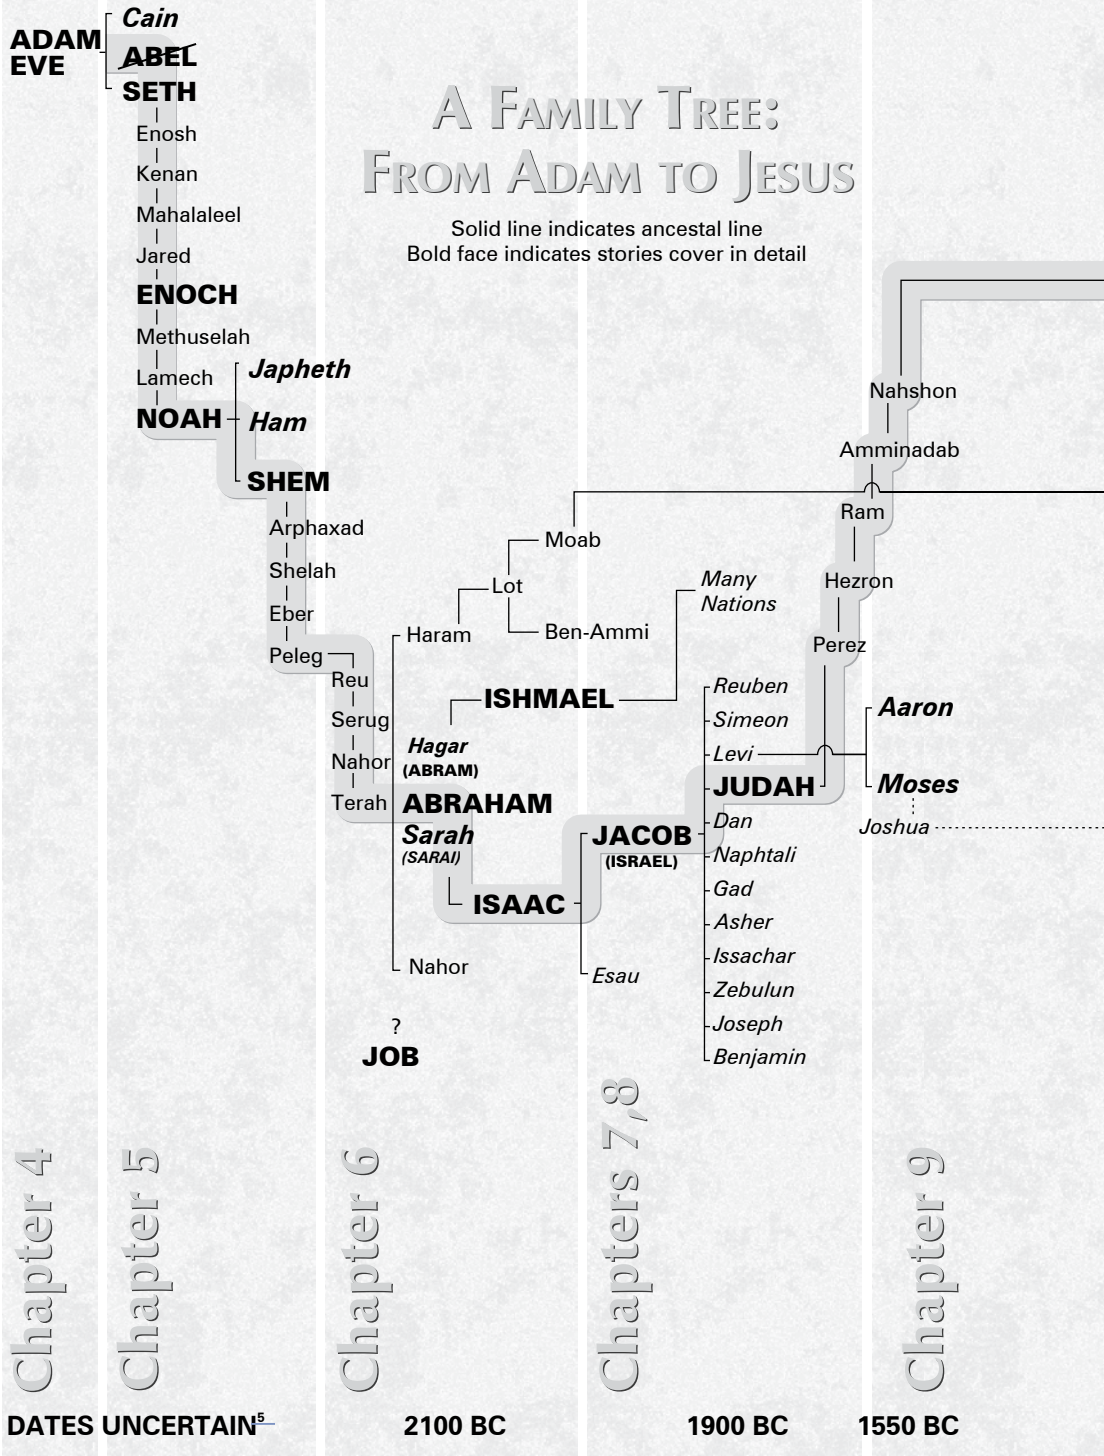 Cain
ADAM
EVE
ABEL
SETH
Enosh
Kenan
Mahalaleel
Jared
ENOCH
Methuselah
Lamech
NOAH
Japheth
Ham
SHEM
Arphaxad
Shelah
Eber
Peleg
Reu
Serug
Nahor
Terah
A Family Tree:
From Adam to Jesus
Solid line indicates ancestal line
Bold face indicates stories cover in detail
Haram
Lot
Moab
Ben-Ammi
Many
Nations
ISHMAEL
Hagar
(ABRAM)
ABRAHAM
Sarah
(SARAI)
ISAAC
Nahor
?
JOB
JACOB
(ISRAEL)
Esau
Reuben
Simeon
Levi
JUDAH
Dan
Naphtali
Gad
Asher
Issachar
Zebulun
Joseph
Benjamin
Nahshon
Amminadab
Ram
Hezron
Perez
Aaron
Moses
Joshua
Chapter 4
Chapter 5
Chapter 6
Chapters 7,8
Chapter 9
DATES UNCERTAIN5
2100 BC
1900 BC
1550 BC